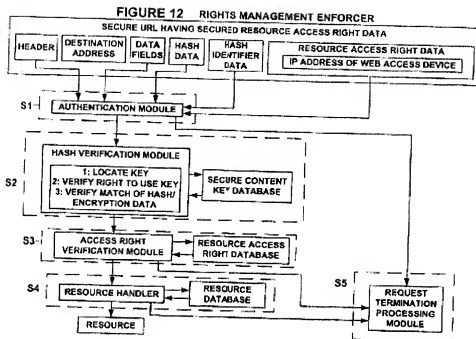 FIGURE 12 RIGHTS MANAGEMENT ENFORCER
SECURE URL HAVING SECURED RESOURCE ACCESS RIGHT DATA
HEADER
DESTINATION
ADDRESS
DATA
FIELDS
HASH
DATA
HASH
IDENTIFIER
DATA
RESOURCE ACCESS RIGHT DATA
IP ADDRESS OF WEB ACCESS DEVICE
S1
AUTHENTICATION MODULE
S2
HASH VERIFICATION MODULE
1: LOCATE KEY
2: VERIFY RIGHT TO USE KEY
3: VERIFY MATCH OF HASH/
ENCRYPTION DATA
SECURE CONTENT
KEY DATABASE
S3
ACCESS RIGHT
VERIFICATION MODULE
RESOURCE ACCESS
RIGHT DATABASE
S4
RESOURCE HANDLER
RESOURCE
DATABASE
S5
REQUEST
TERMINATION
PROCESSING
MODULE
RESOURCE